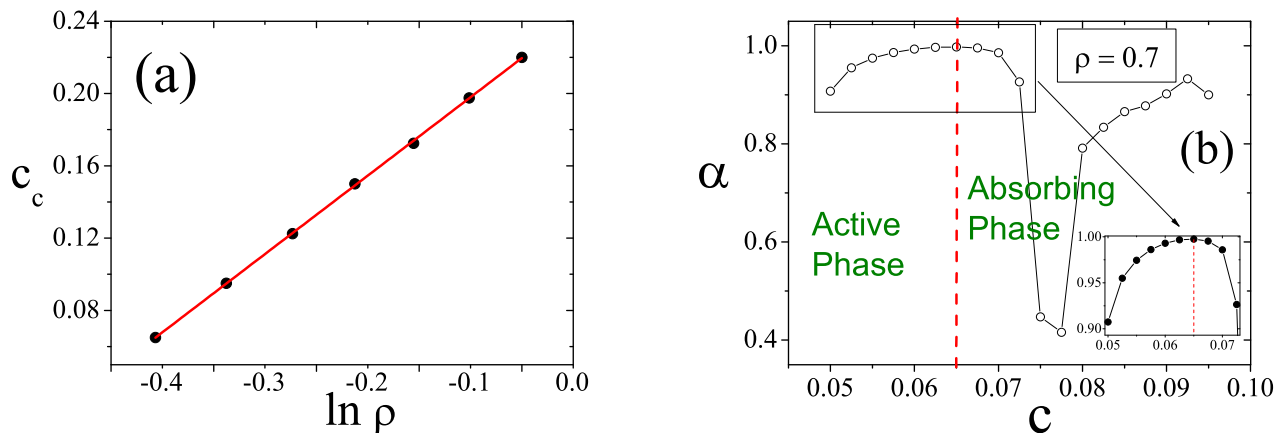 (a)
0.24
0.20
0.16
0.12
0.08
c_c
-0.4
-0.3
-0.2
-0.1
0.0
ln ρ
(b)
ρ = 0.7
1.0
0.8
0.6
0.4
α
Active
Phase
Absorbing
Phase
1.00
0.95
0.90
0.05
0.06
0.07
0.05
0.06
0.07
0.08
0.09
0.10
c